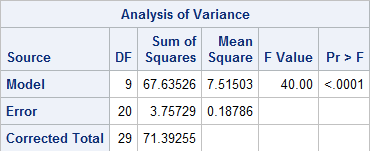 Analysis of Variance
Source DF Sum of Squares Mean Square F Value Pr > F
Model 9 67.63526 7.51503 40.00 <.0001
Error 20 3.75729 0.18786
Corrected Total 29 71.39255